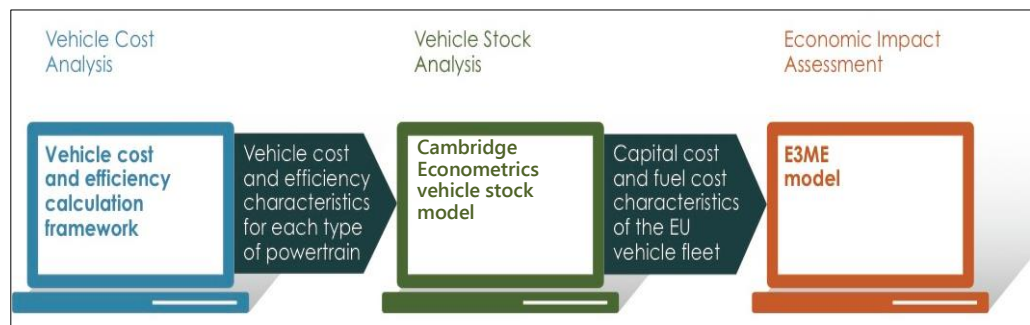 Vehicle Cost
Analysis
Vehicle Stock
Analysis
Economic Impact
Assessment
Vehicle cost
and efficiency
calculation
framework
Vehicle cost
and efficiency
characteristics
for each type
of powertrain
Cambridge
Econometrics
vehicle stock
model
Capital cost
and fuel cost
characteristics
of the EU
vehicle fleet
E3ME
model